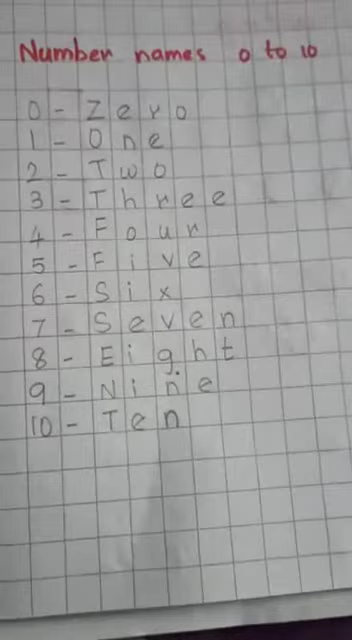 Number names 0 to 10
0 - Zero
1 - One
2 - Two
3 - Three
4 - Four
5 - Five
6 - Six
7 - Seven
8 - Eight
9 - Nine
10 - Ten